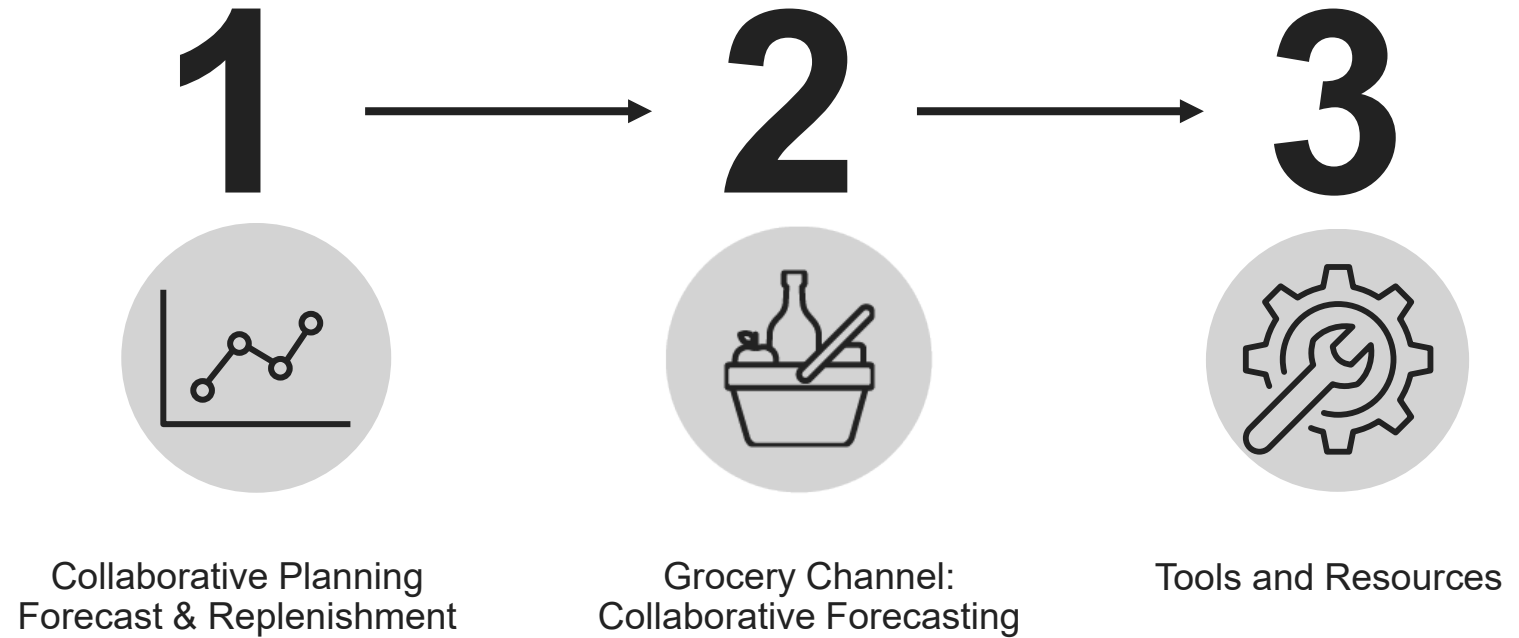 1
2
3
Collaborative Planning
Forecast & Replenishment
Grocery Channel:
Collaborative Forecasting
Tools and Resources